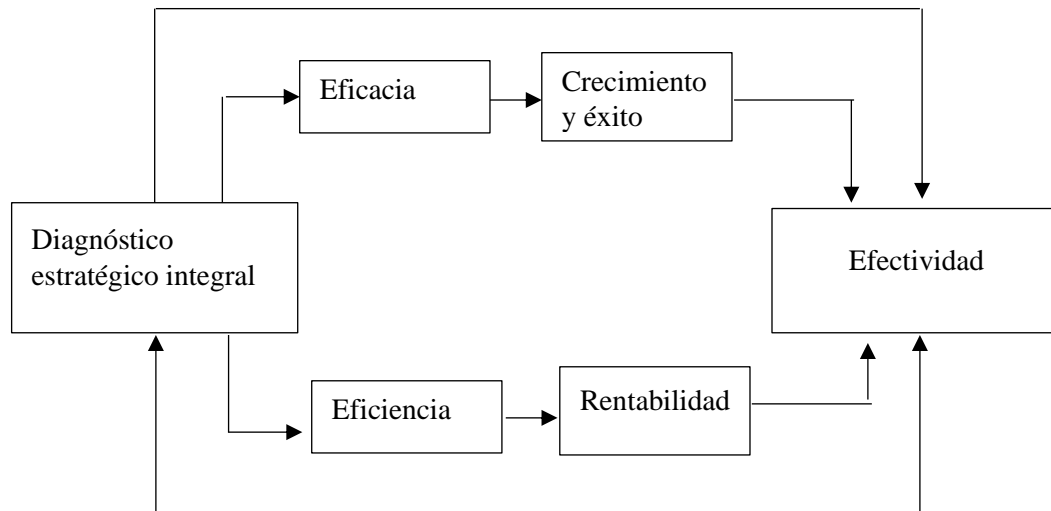 Eficacia
Crecimiento
y éxito
Diagnóstico
estratégico integral
Efectividad
Eficiencia
Rentabilidad